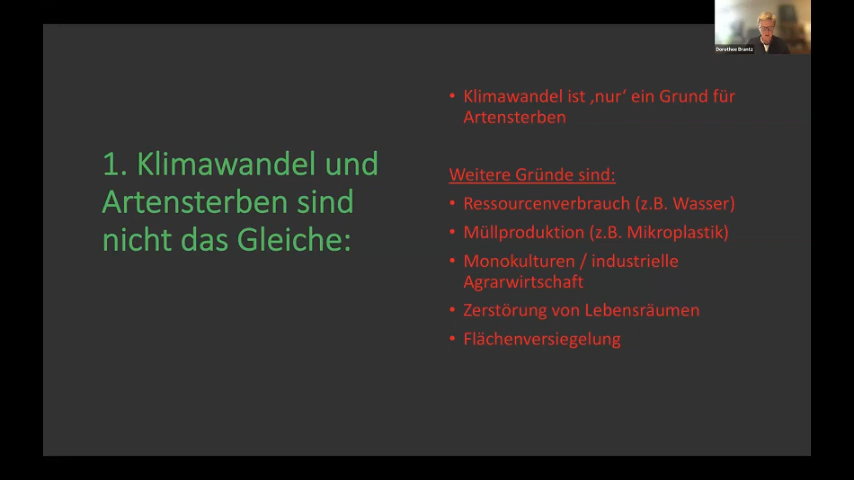 Dorothee Brantz
1. Klimawandel und
Artensterben sind
nicht das Gleiche:
• Klimawandel ist ‚nur‘ ein Grund für
Artensterben
Weitere Gründe sind:
• Ressourcenverbrauch (z.B. Wasser)
• Müllproduktion (z.B. Mikroplastik)
• Monokulturen / industrielle
Agrarwirtschaft
• Zerstörung von Lebensräumen
• Flächenversiegelung